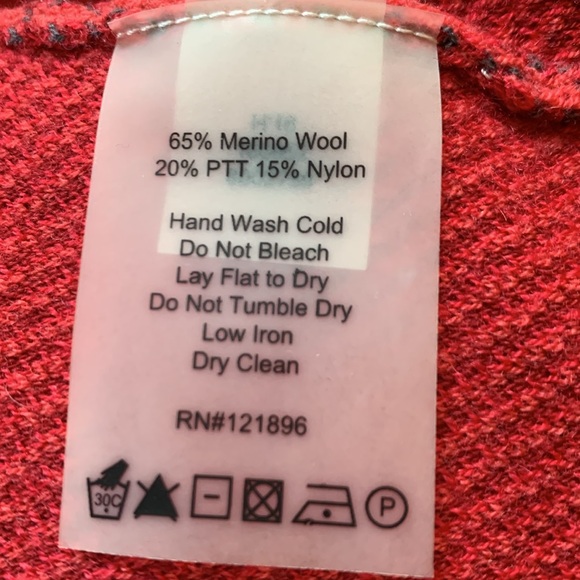 65% Merino Wool
20% PTT 15% Nylon
Hand Wash Cold
Do Not Bleach
Lay Flat to Dry
Do Not Tumble Dry
Low Iron
Dry Clean
RN#121896
30C
P